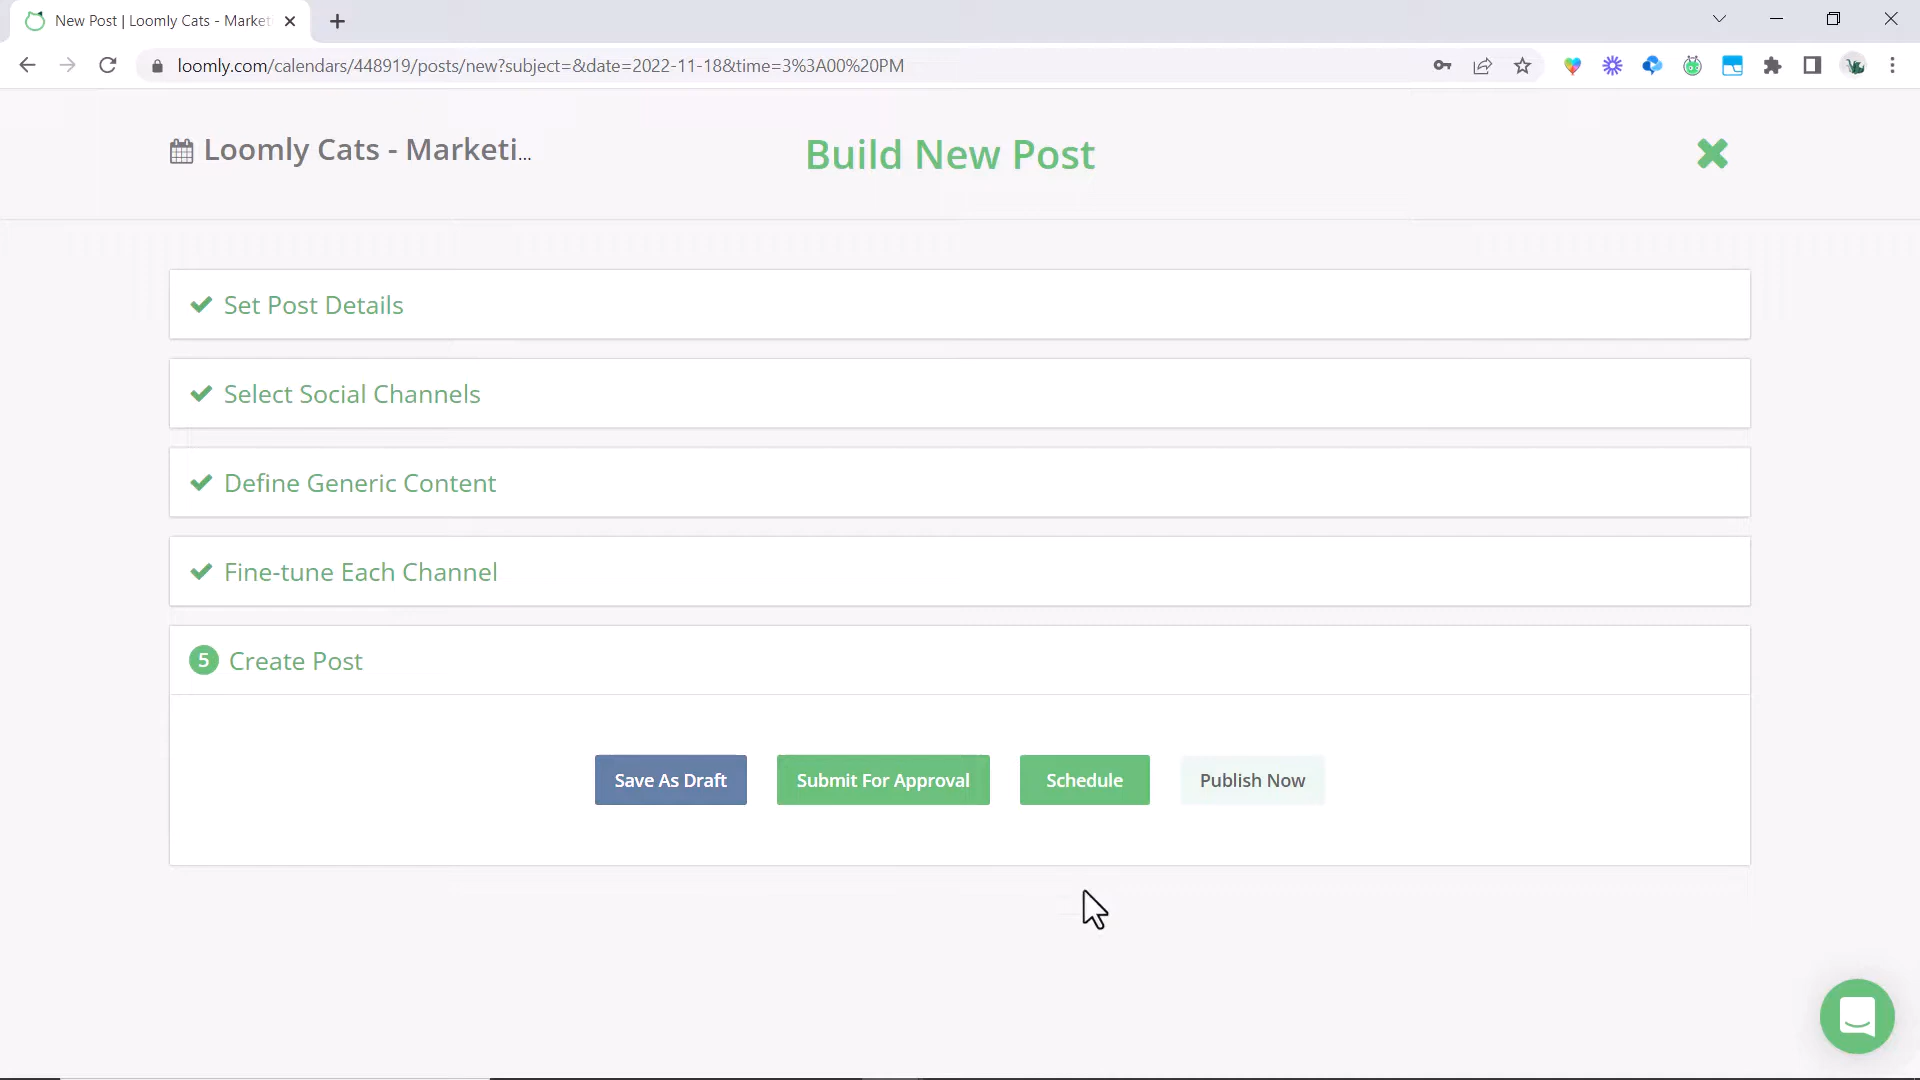 New Post | Loomly Cats - Market
loomly.com/calendars/448919/posts/new?subject=&date=2022-11-18&time=3%3A00%20PM
Loomly Cats - Marketi...
Build New Post
Set Post Details
Select Social Channels
Define Generic Content
Fine-tune Each Channel
5 Create Post
Save As Draft
Submit For Approval
Schedule
Publish Now